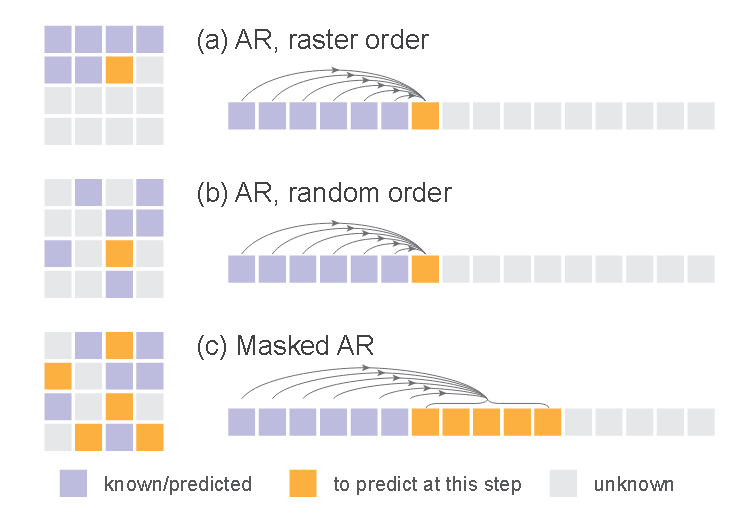 (a) AR, raster order
(b) AR, random order
(c) Masked AR
known/predicted
to predict at this step
unknown